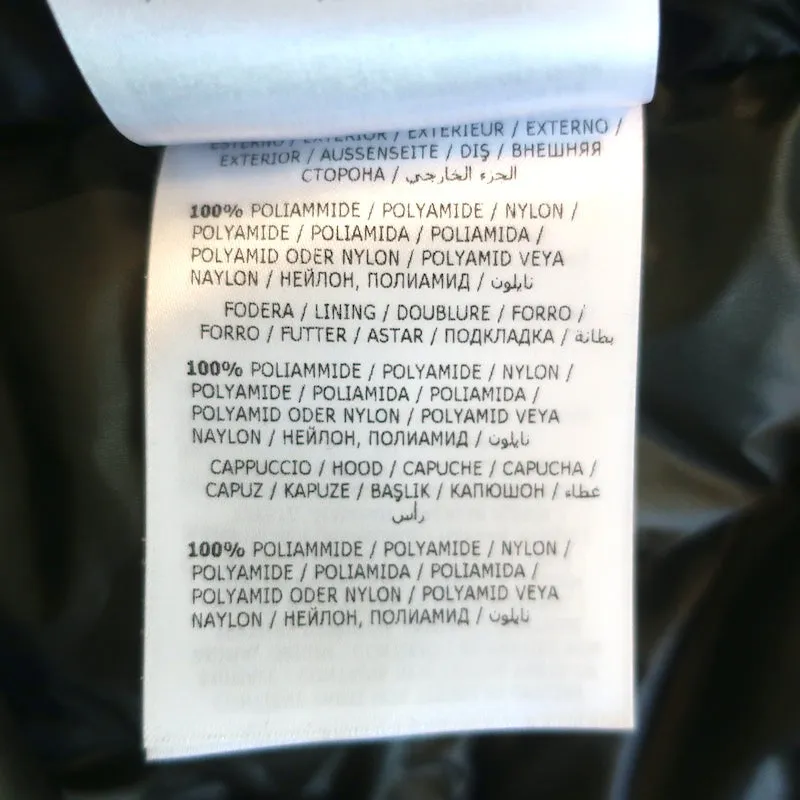 ESTERNO / EXTERIOR / EXTERIEUR / EXTERNO /
EXTERIOR / AUSSENSEITE / DIŞ / ВНЕШНЯЯ
СТОРОНА / الجزء الخارجي
100% POLIAMMIDE / POLYAMIDE / NYLON /
POLYAMIDE / POLIAMIDA / POLIAMIDA /
POLYAMID ODER NYLON / POLYAMID VEYA
NAYLON / НЕЙЛОН, ПОЛИАМИД / نايلون
FODERA / LINING / DOUBLURE / FORRO /
FORRO / FUTTER / ASTAR / ПОДКЛАДКА / بطانة
100% POLIAMMIDE / POLYAMIDE / NYLON /
POLYAMIDE / POLIAMIDA / POLIAMIDA /
POLYAMID ODER NYLON / POLYAMID VEYA
NAYLON / НЕЙЛОН, ПОЛИАМИД / نايلون
CAPPUCCIO / HOOD / CAPUCHE / CAPUCHA /
CAPUZ / KAPUZE / BAŞLIK / КАПЮШОН / غطاء
رأس
100% POLIAMMIDE / POLYAMIDE / NYLON /
POLYAMIDE / POLIAMIDA / POLIAMIDA /
POLYAMID ODER NYLON / POLYAMID VEYA
NAYLON / НЕЙЛОН, ПОЛИАМИД / نايلون